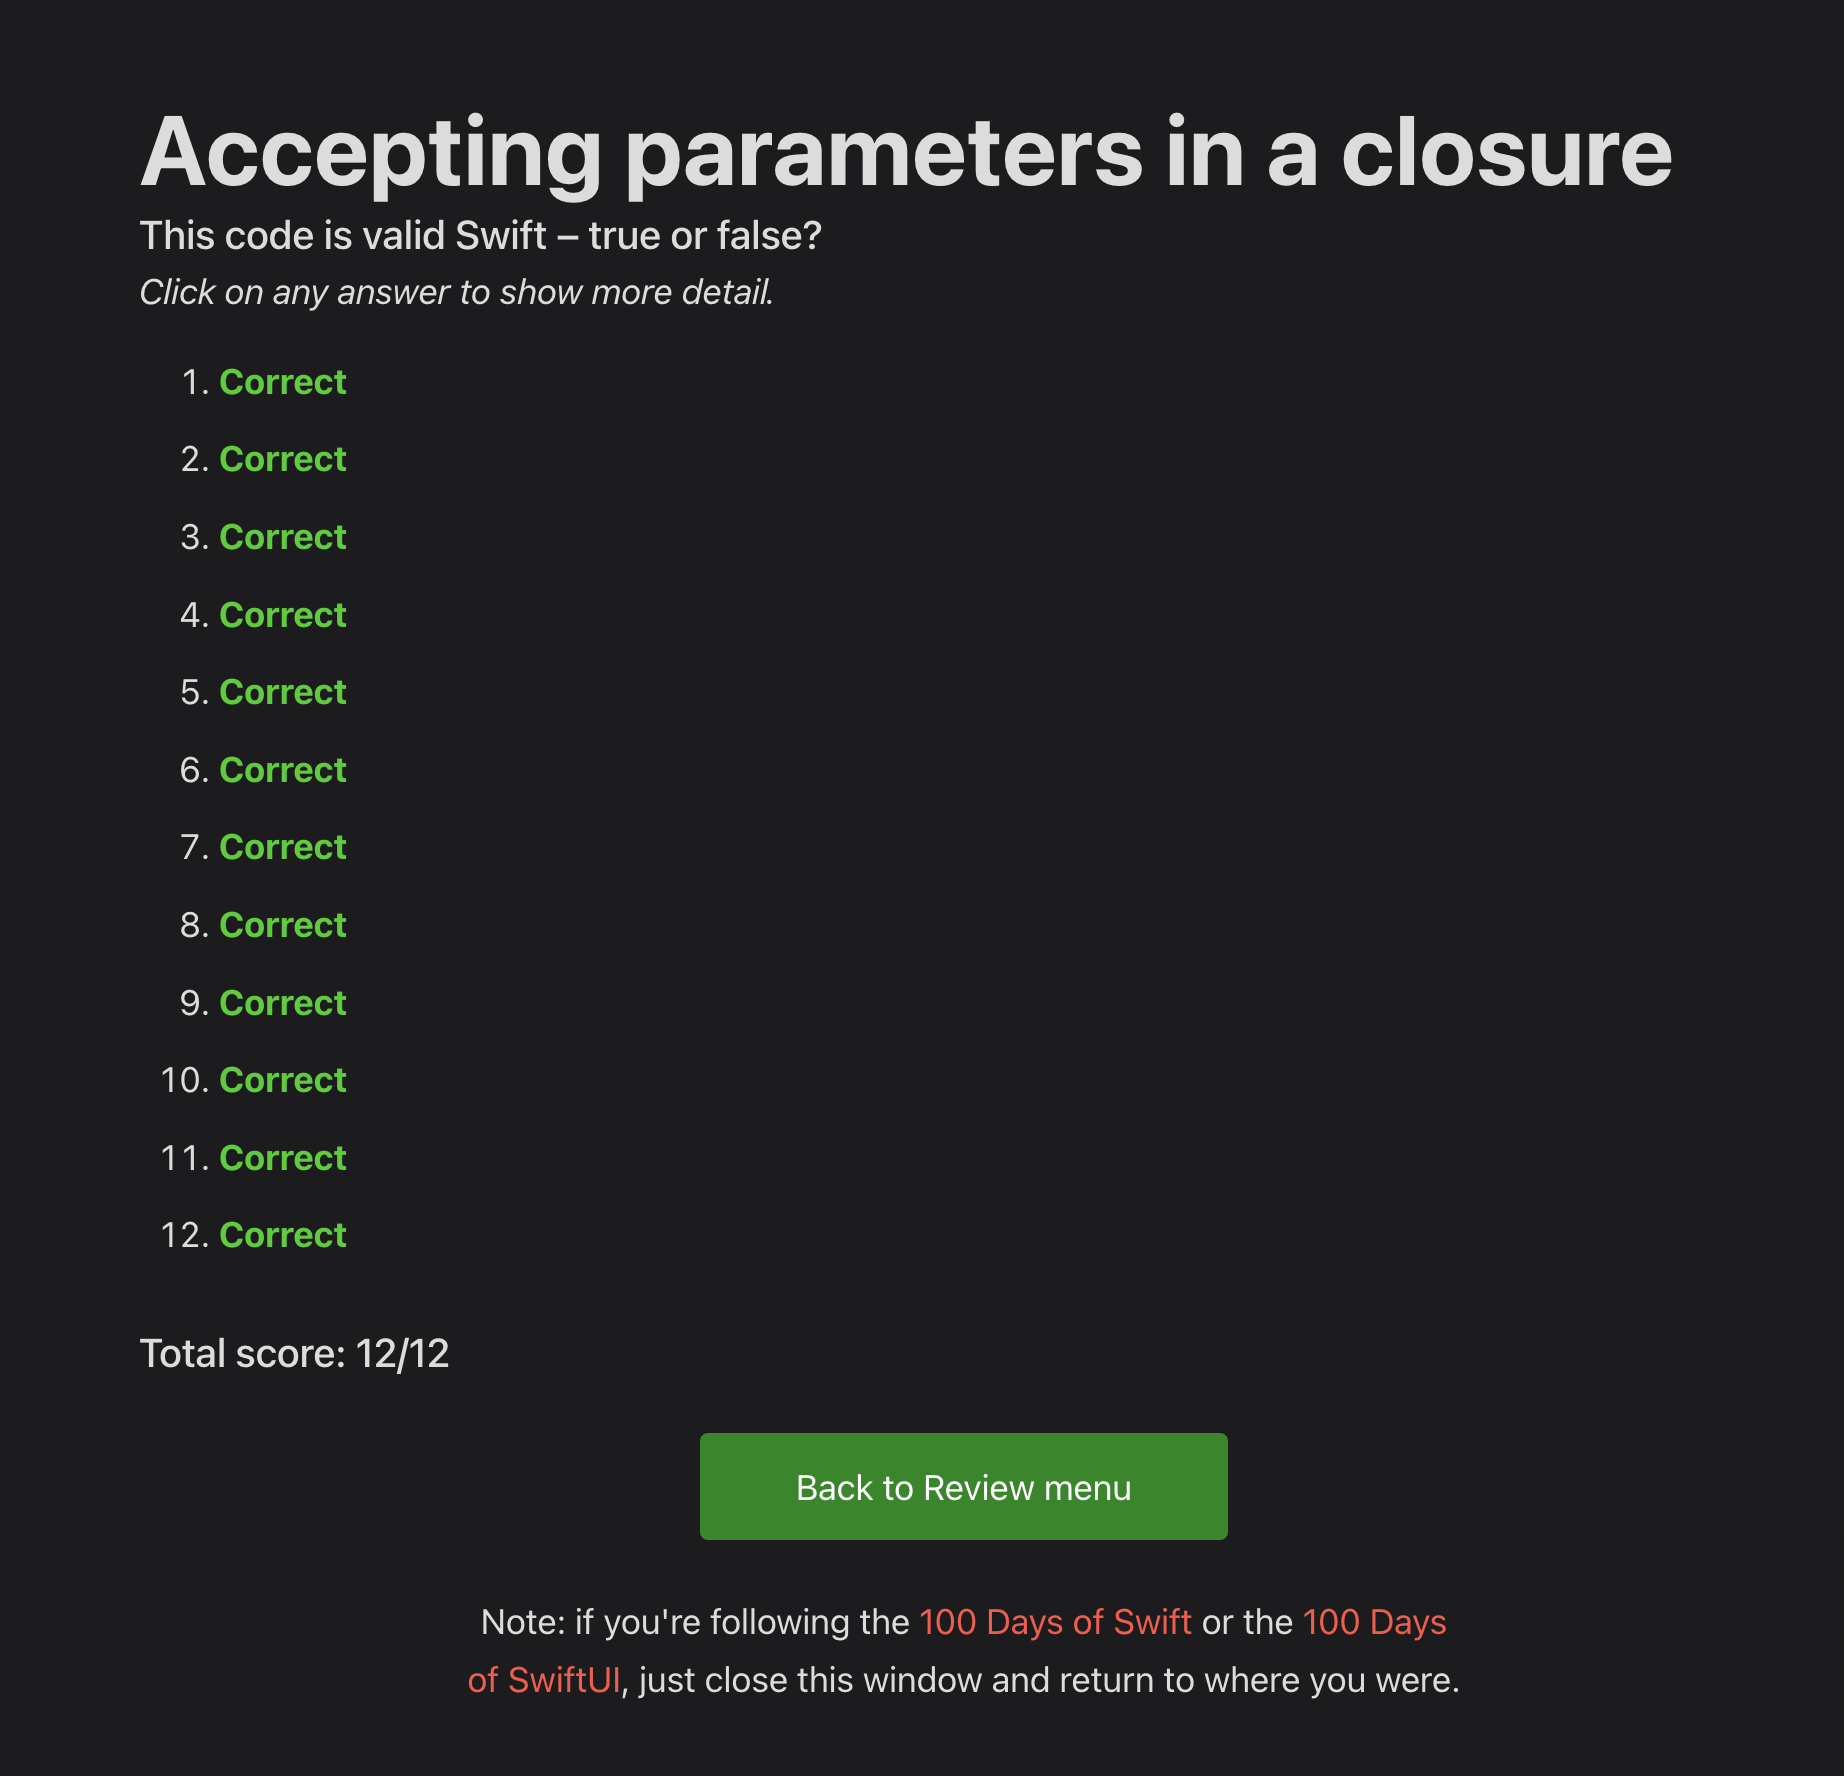 Accepting parameters in a closure
This code is valid Swift – true or false?
Click on any answer to show more detail.
1. Correct
2. Correct
3. Correct
4. Correct
5. Correct
6. Correct
7. Correct
8. Correct
9. Correct
10. Correct
11. Correct
12. Correct
Total score: 12/12
Back to Review menu
Note: if you're following the 100 Days of Swift or the 100 Days
of SwiftUI, just close this window and return to where you were.